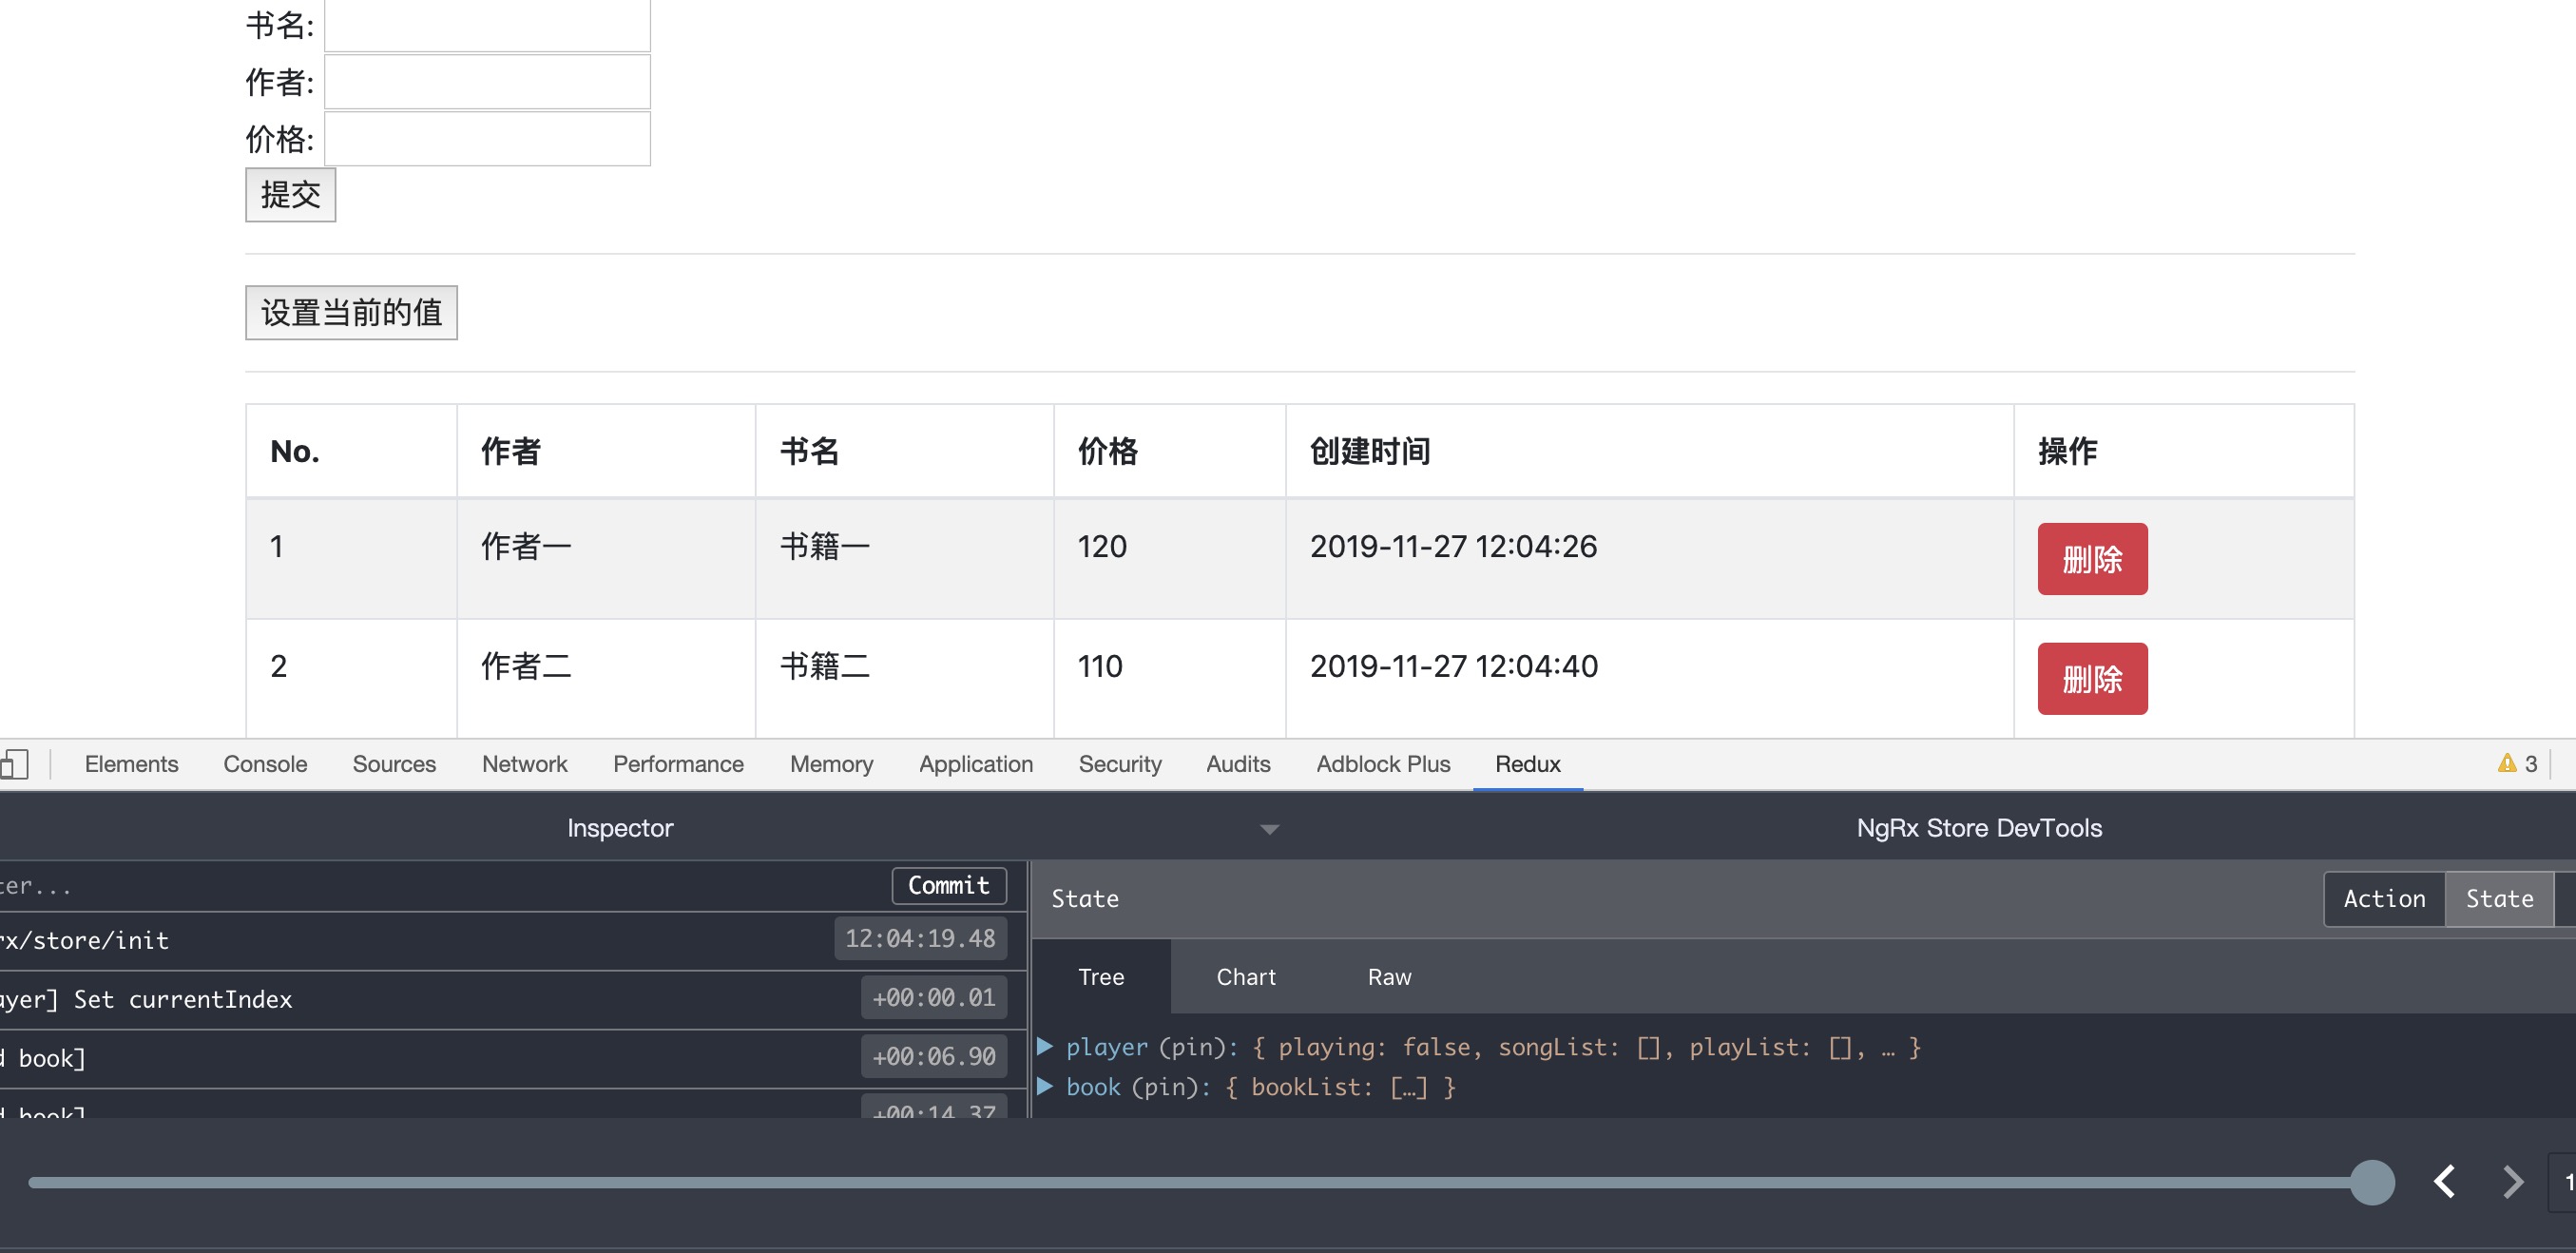 书名:
作者:
价格:
提交
设置当前的值
No. 作者 书名 价格 创建时间 操作
1 作者一 书籍一 120 2019-11-27 12:04:26 删除
2 作者二 书籍二 110 2019-11-27 12:04:40 删除
Elements Console Sources Network Performance Memory Application Security Audits Adblock Plus Redux 3
Inspector NgRx Store DevTools
ter... Commit
State Action State
rx/store/init 12:04:19.48
Tree Chart Raw
ayer] Set currentIndex +00:00.01
player (pin): { playing: false, songList: [], playList: [], … }
d book] +00:06.90
book (pin): { bookList: […] }
d book] +00:14.37
1